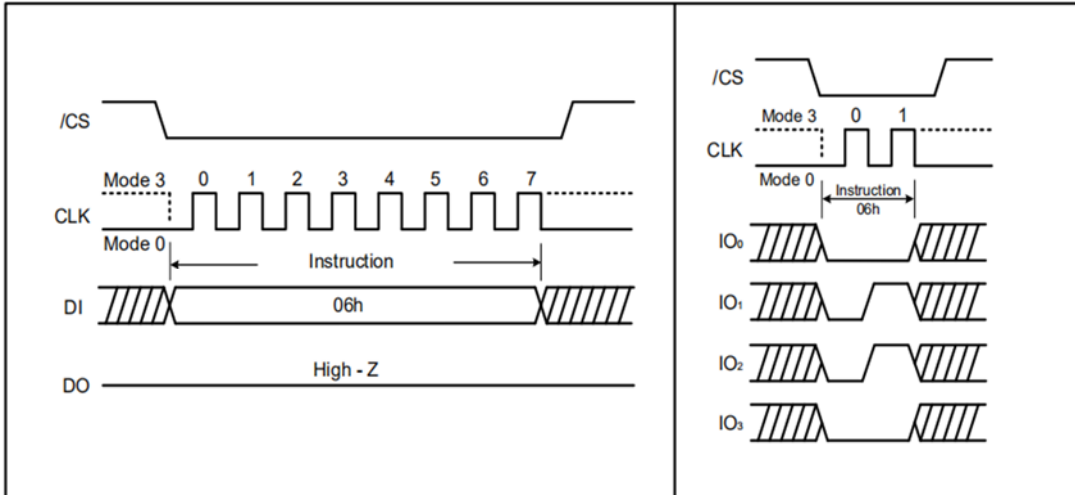 /CS
Mode 3 0 1 2 3 4 5 6 7
CLK
Mode 0
Instruction
DI 06h
High - Z
DO
/CS
Mode 3 0 1
CLK
Mode 0
Instruction
06h
IO₀
IO₁
IO₂
IO₃